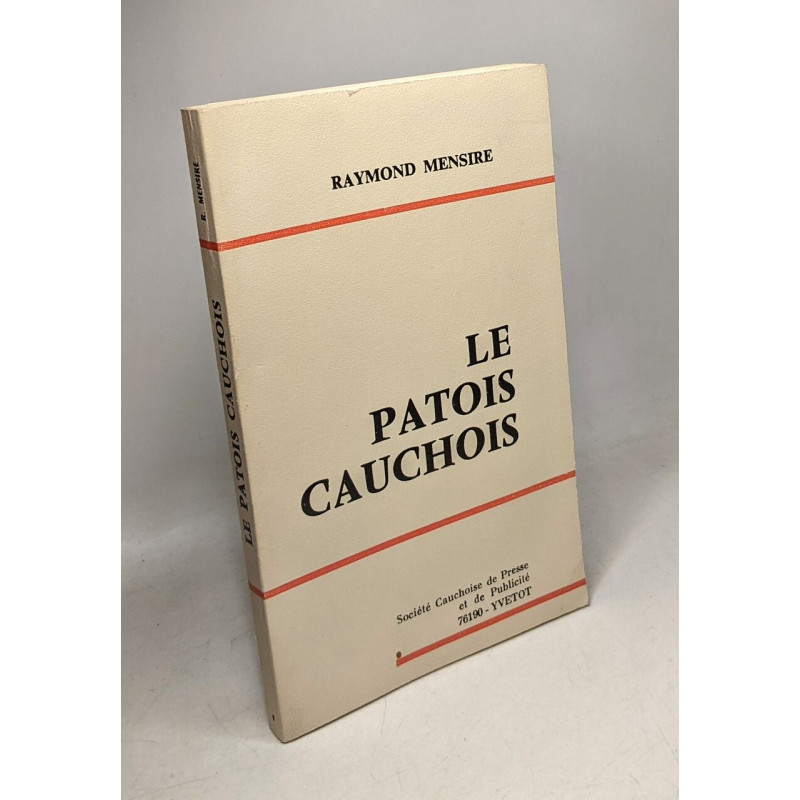 RAYMOND MENSIRE
LE
PATOIS
CAUCHOIS
Société Cauchoise de Presse
et de Publicité
76190 - YVETOT
R. MENSIRE
LE PATOIS CAUCHOIS